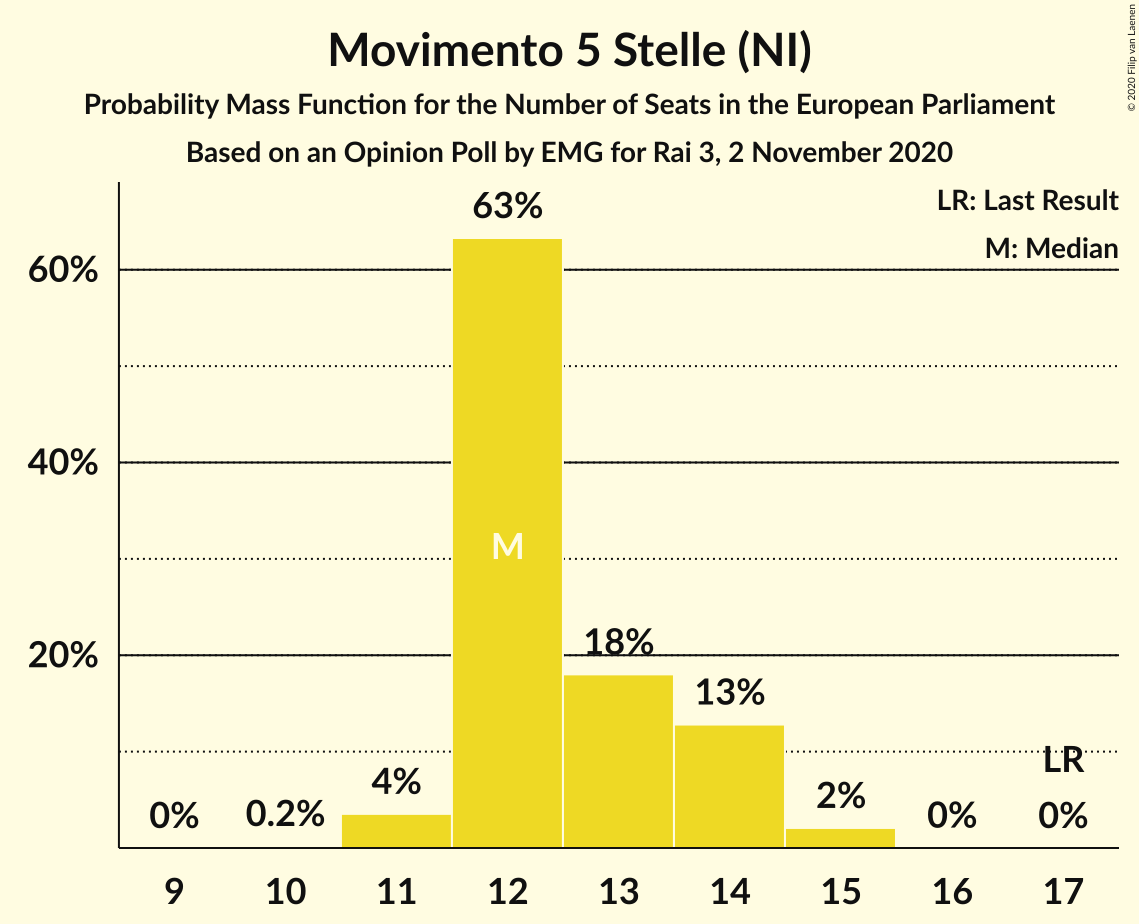 Movimento 5 Stelle (NI)
Probability Mass Function for the Number of Seats in the European Parliament
Based on an Opinion Poll by EMG for Rai 3, 2 November 2020
© 2020 Filip van Laenen
LR: Last Result
M: Median
60%
40%
20%
0%
0.2%
4%
63%
M
18%
13%
2%
0%
LR
0%
9 10 11 12 13 14 15 16 17